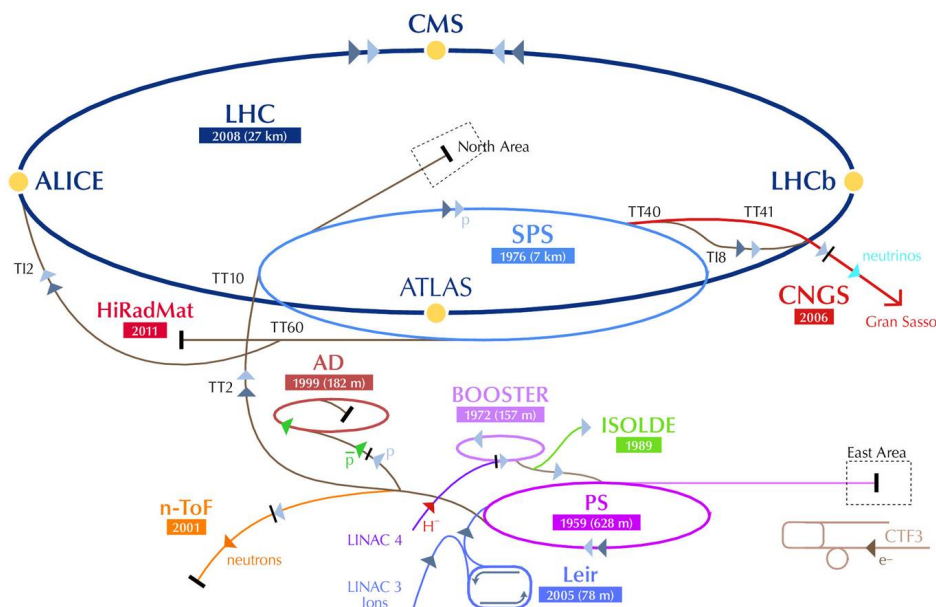 CMS
LHC
2008 (27 km)
North Area
ALICE
LHCb
TT40
TT41
p
SPS
1976 (7 km)
TI8
neutrinos
TI2
TT10
ATLAS
CNGS
2006
Gran Sasso
HiRadMat
2011
TT60
AD
1999 (182 m)
TT2
BOOSTER
1972 (157 m)
ISOLDE
1989
p̅
p
East Area
n-ToF
2001
PS
1959 (628 m)
H⁻
LINAC 4
neutrons
CTF3
e–
LINAC 3
Ions
Leir
2005 (78 m)